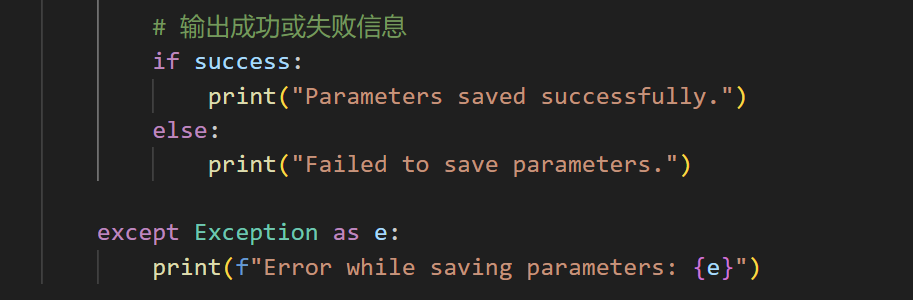 # 输出成功或失败信息
if success:
print("Parameters saved successfully.")
else:
print("Failed to save parameters.")
except Exception as e:
print(f"Error while saving parameters: {e}")